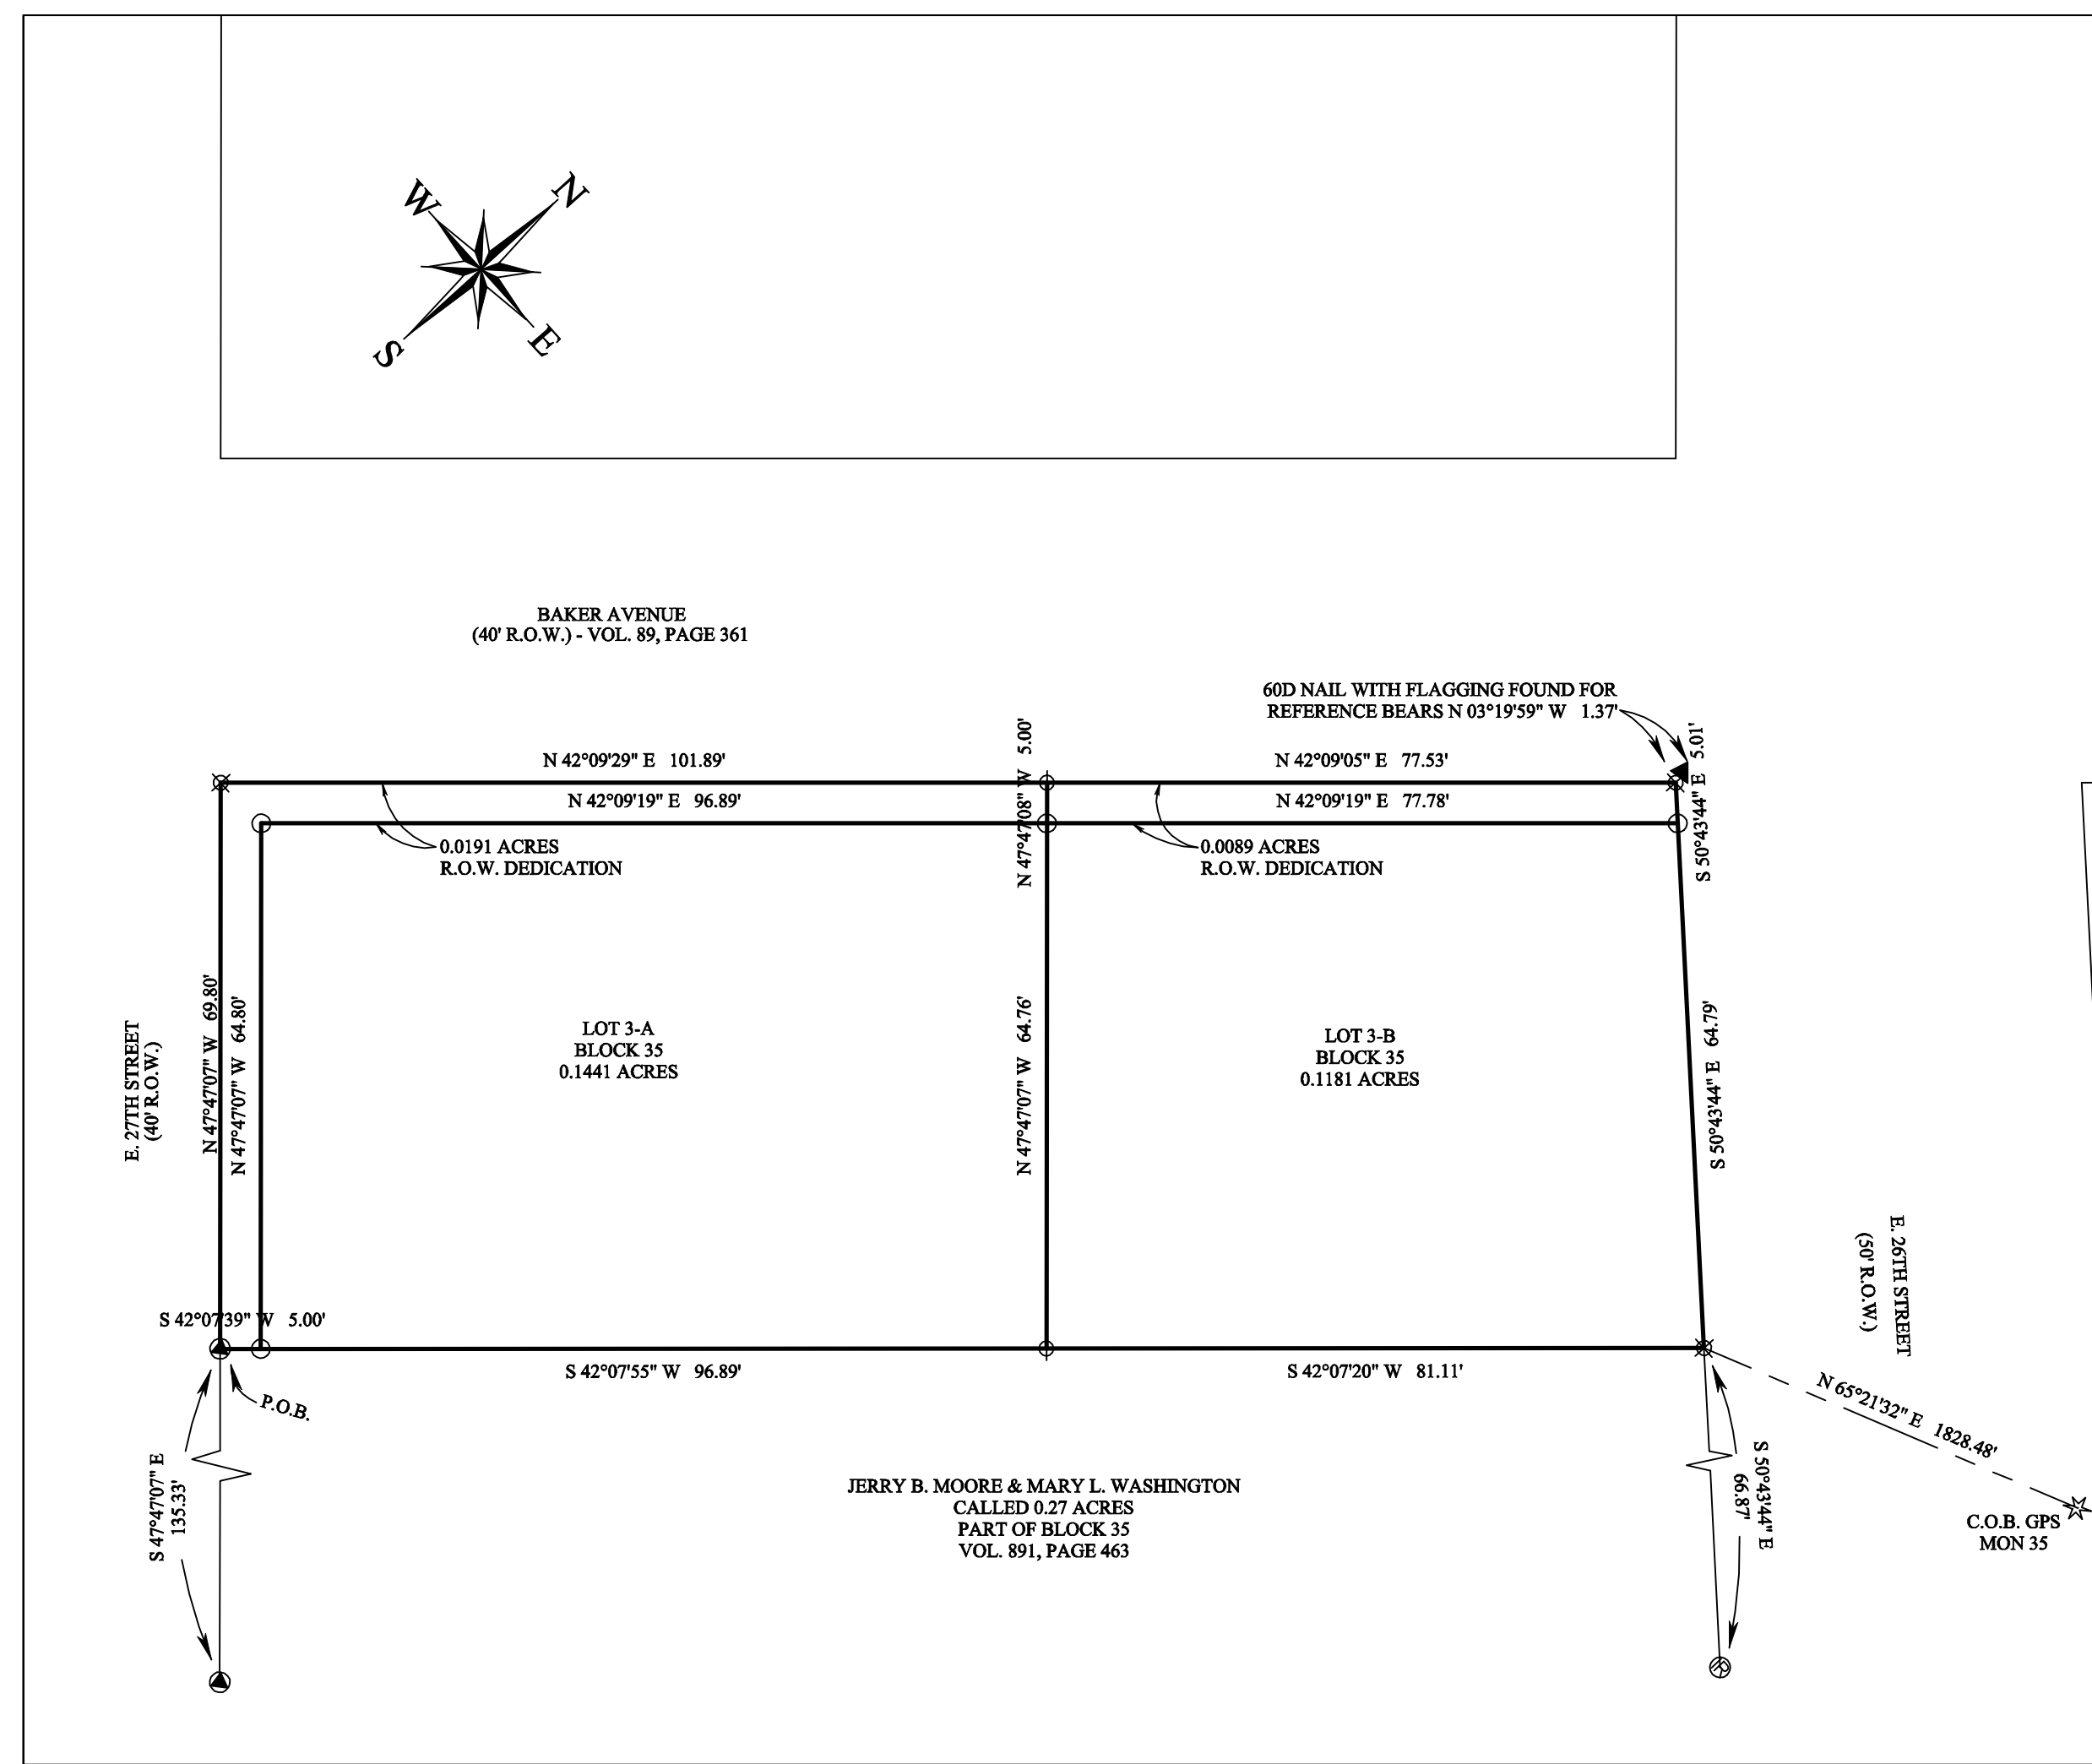 W
N
S
E
BAKER AVENUE
(40' R.O.W.) - VOL. 89, PAGE 361
60D NAIL WITH FLAGGING FOUND FOR
REFERENCE BEARS N 03°19'59" W 1.37'
N 42°09'29" E 101.89'
N 42°09'05" E 77.53'
N 42°09'19" E 96.89'
N 42°09'19" E 77.78'
N 47°47'08" W 5.00'
S 50°43'44" E 5.01'
0.0191 ACRES
R.O.W. DEDICATION
0.0089 ACRES
R.O.W. DEDICATION
E. 27TH STREET
(40' R.O.W.)
N 47°47'07" W 69.80'
N 47°47'07" W 64.80'
LOT 3-A
BLOCK 35
0.1441 ACRES
N 47°47'07" W 64.76'
LOT 3-B
BLOCK 35
0.1181 ACRES
S 50°43'44" E 64.79'
E. 26TH STREET
(50' R.O.W.)
S 42°07'39" W 5.00'
S 42°07'55" W 96.89'
S 42°07'20" W 81.11'
P.O.B.
N 65°21'32" E 1828.48'
S 47°47'07" E
135.33'
JERRY B. MOORE & MARY L. WASHINGTON
CALLED 0.27 ACRES
PART OF BLOCK 35
VOL. 891, PAGE 463
S 50°43'44" E
66.87'
C.O.B. GPS
MON 35
IR